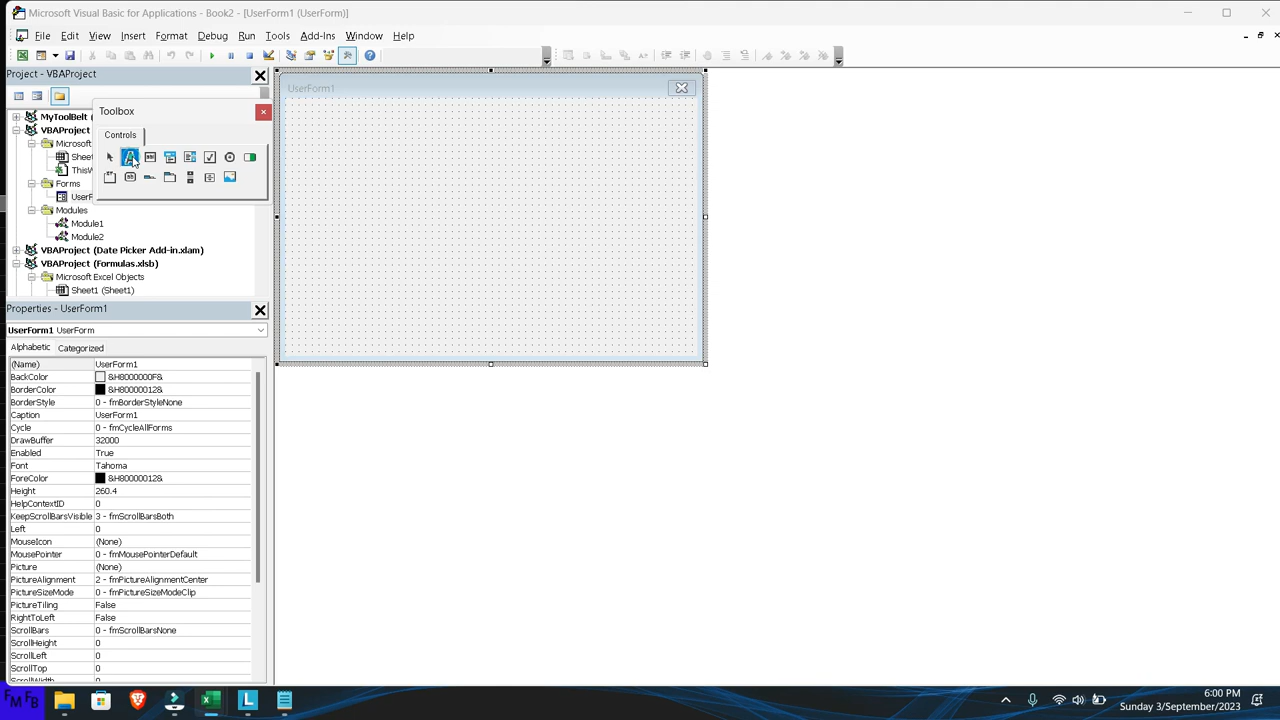 Microsoft Visual Basic for Applications - Book2 - [UserForm1 (UserForm)]
File Edit View Insert Format Debug Run Tools Add-Ins Window Help
Project - VBAProject
MyToolBelt (
VBAProject
Microsoft
Sheet
ThisW
Forms
UserF
Modules
Module1
Module2
VBAProject (Date Picker Add-in.xlam)
VBAProject (Formulas.xlsb)
Microsoft Excel Objects
Sheet1 (Sheet1)
Toolbox
Controls
UserForm1
Properties - UserForm1
UserForm1 UserForm
Alphabetic Categorized
(Name) UserForm1
BackColor &H8000000F&
BorderColor &H80000012&
BorderStyle 0 - fmBorderStyleNone
Caption UserForm1
Cycle 0 - fmCycleAllForms
DrawBuffer 32000
Enabled True
Font Tahoma
ForeColor &H80000012&
Height 260.4
HelpContextID 0
KeepScrollBarsVisible 3 - fmScrollBarsBoth
Left 0
MouseIcon (None)
MousePointer 0 - fmMousePointerDefault
Picture (None)
PictureAlignment 2 - fmPictureAlignmentCenter
PictureSizeMode 0 - fmPictureSizeModeClip
PictureTiling False
RightToLeft False
ScrollBars 0 - fmScrollBarsNone
ScrollHeight 0
ScrollLeft 0
ScrollTop 0
ScrollWidth 0
6:00 PM
Sunday 3/September/2023